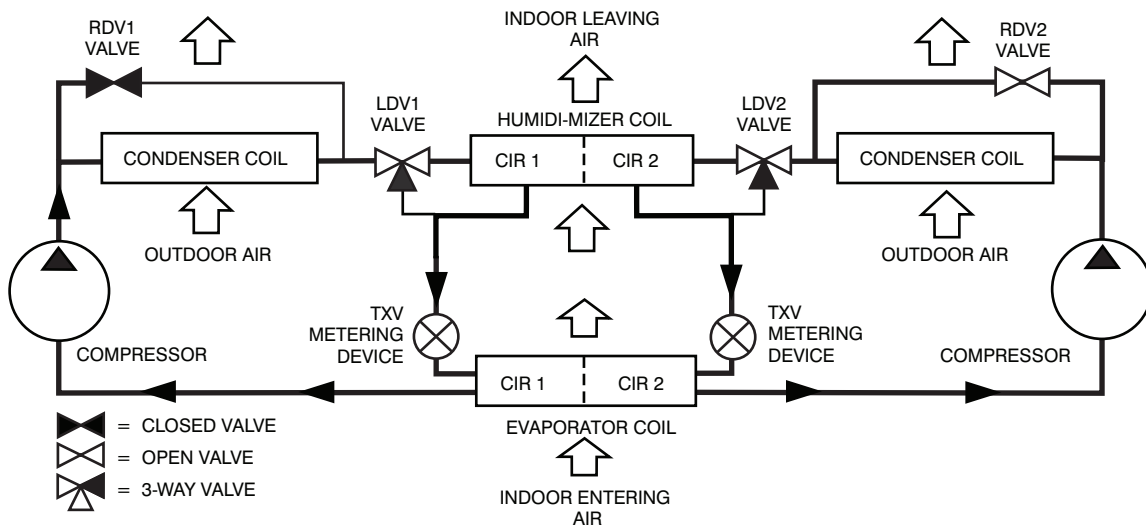 RDV1
VALVE
INDOOR LEAVING
AIR
RDV2
VALVE
LDV1
VALVE
HUMIDI-MIZER COIL
LDV2
VALVE
CONDENSER COIL
CIR 1
CIR 2
CONDENSER COIL
OUTDOOR AIR
OUTDOOR AIR
TXV
METERING
DEVICE
TXV
METERING
DEVICE
COMPRESSOR
COMPRESSOR
CIR 1
CIR 2
EVAPORATOR COIL
= CLOSED VALVE
= OPEN VALVE
= 3-WAY VALVE
INDOOR ENTERING
AIR